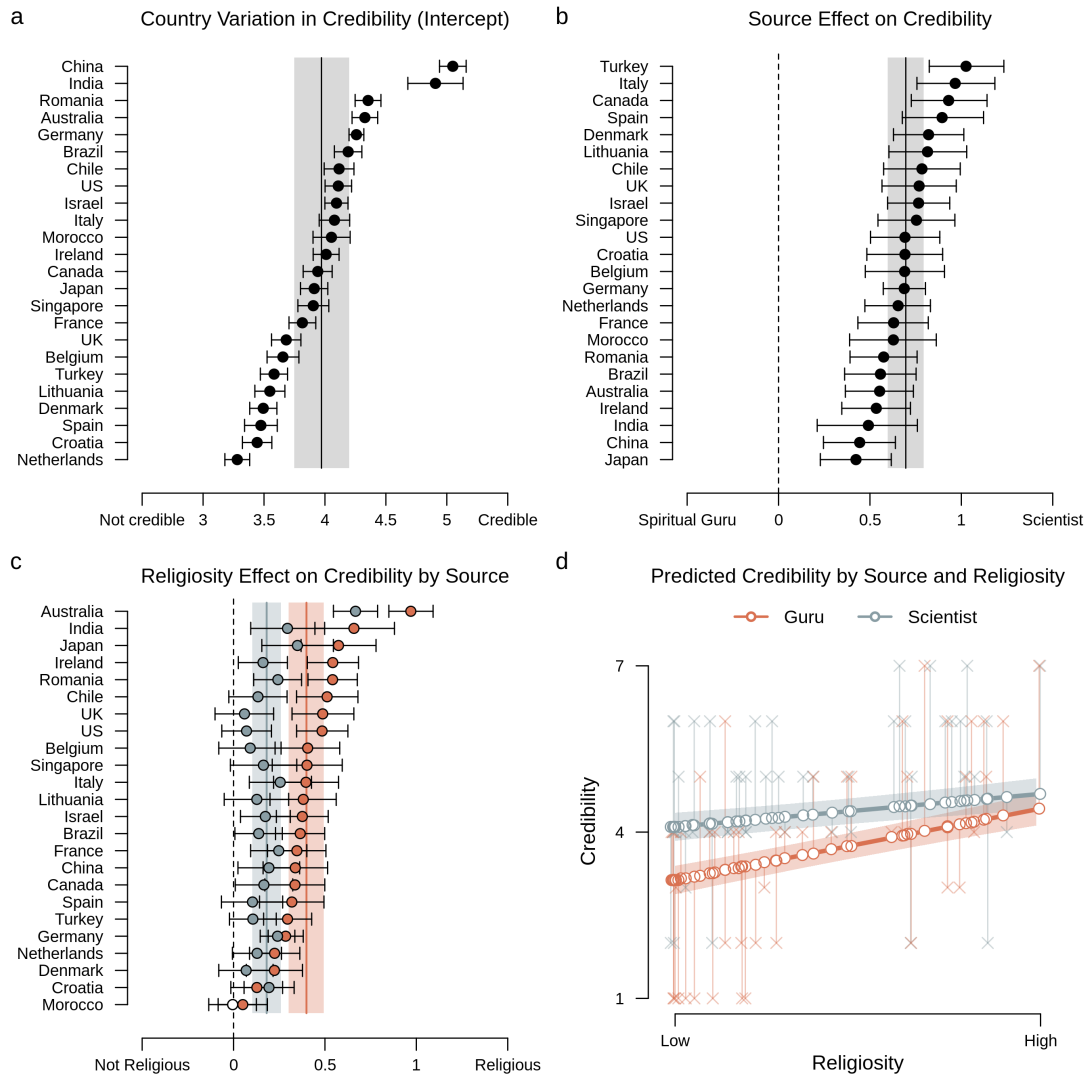 a
Country Variation in Credibility (Intercept)
China
India
Romania
Australia
Germany
Brazil
Chile
US
Israel
Italy
Morocco
Ireland
Canada
Japan
Singapore
France
UK
Belgium
Turkey
Lithuania
Denmark
Spain
Croatia
Netherlands
Not credible 3 3.5 4 4.5 5 Credible
b
Source Effect on Credibility
Turkey
Italy
Canada
Spain
Denmark
Lithuania
Chile
UK
Israel
Singapore
US
Croatia
Belgium
Germany
Netherlands
France
Morocco
Romania
Brazil
Australia
Ireland
India
China
Japan
Spiritual Guru 0 0.5 1 Scientist
c
Religiosity Effect on Credibility by Source
Australia
India
Japan
Ireland
Romania
Chile
UK
US
Belgium
Singapore
Italy
Lithuania
Israel
Brazil
France
China
Canada
Spain
Turkey
Germany
Netherlands
Denmark
Croatia
Morocco
Not Religious 0 0.5 1 Religious
d
Predicted Credibility by Source and Religiosity
Guru Scientist
7
4
1
Credibility
Low High
Religiosity